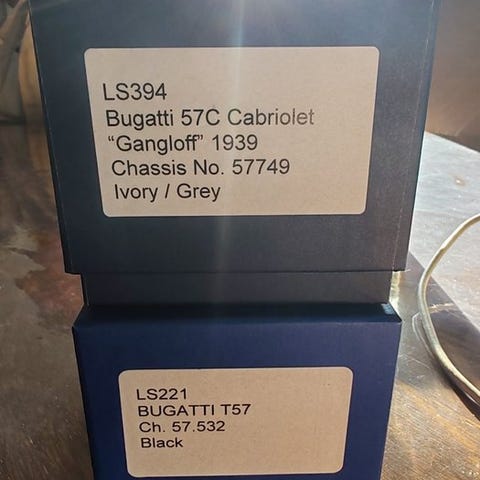 LS394
Bugatti 57C Cabriolet
“Gangloff” 1939
Chassis No. 57749
Ivory / Grey
LS221
BUGATTI T57
Ch. 57.532
Black